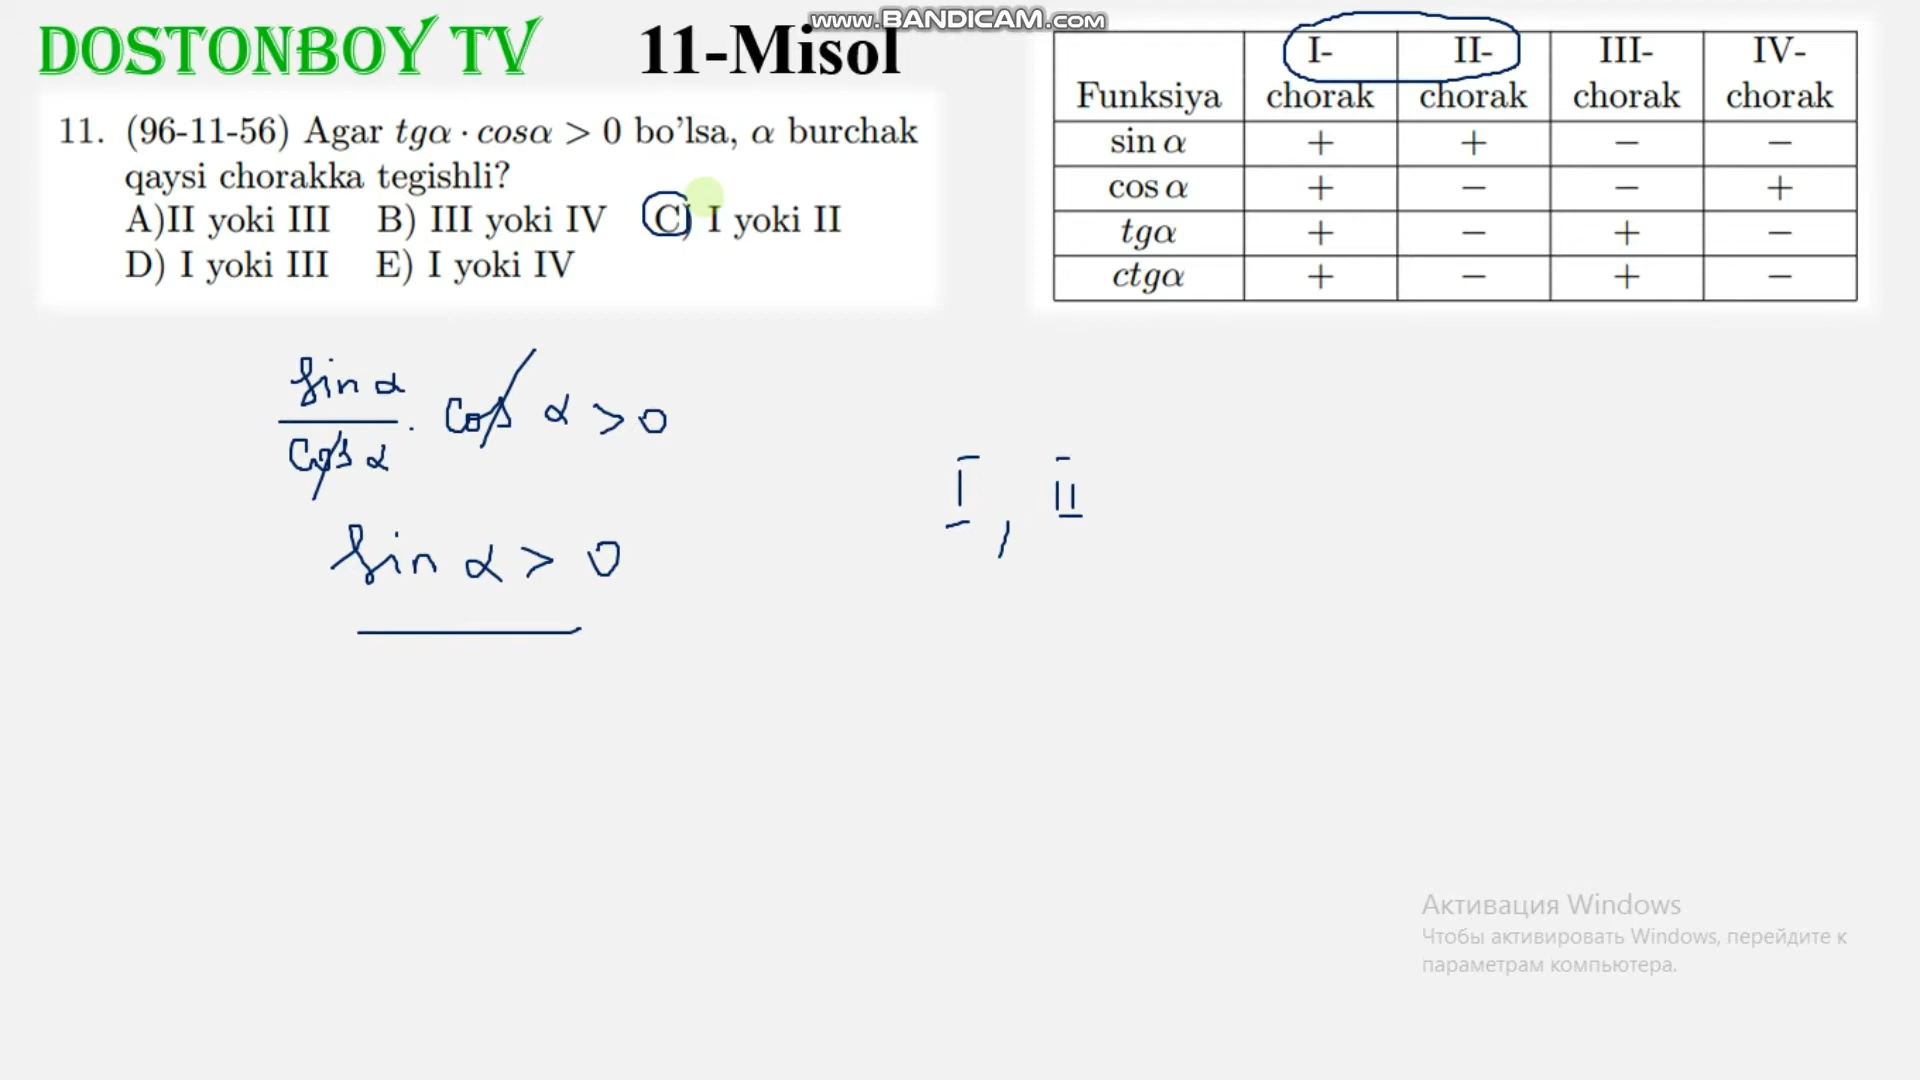 www.BANDICAM.com
DOSTONBOY TV
11-Misol
11. (96-11-56) Agar tgα · cosα > 0 bo’lsa, α burchak
qaysi chorakka tegishli?
A)II yoki III B) III yoki IV C) I yoki II
D) I yoki III E) I yoki IV
Funksiya I-chorak II-chorak III-chorak IV-chorak
sin α + + − −
cos α + − − +
tgα + − + −
ctgα + − + −
sin α / cos α · cos α > 0
sin α > 0
I, II
Активация Windows
Чтобы активировать Windows, перейдите к
параметрам компьютера.